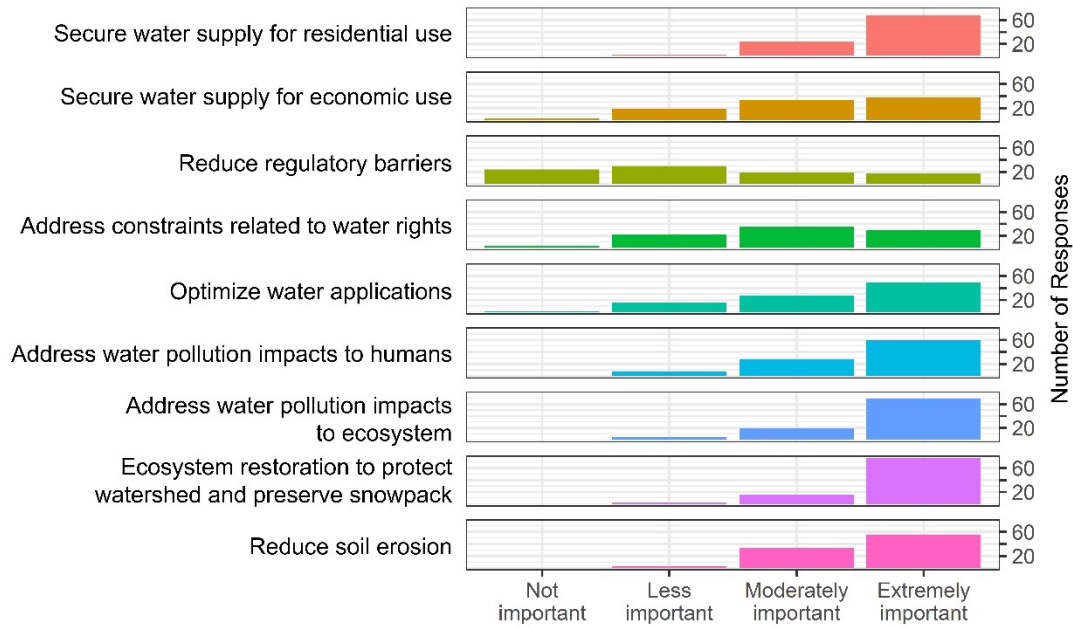 Secure water supply for residential use
60
20
Secure water supply for economic use
60
20
Reduce regulatory barriers
60
20
Address constraints related to water rights
60
20
Optimize water applications
60
20
Address water pollution impacts to humans
60
20
Address water pollution impacts
to ecosystem
60
20
Ecosystem restoration to protect
watershed and preserve snowpack
60
20
Reduce soil erosion
60
20
Number of Responses
Not
important
Less
important
Moderately
important
Extremely
important